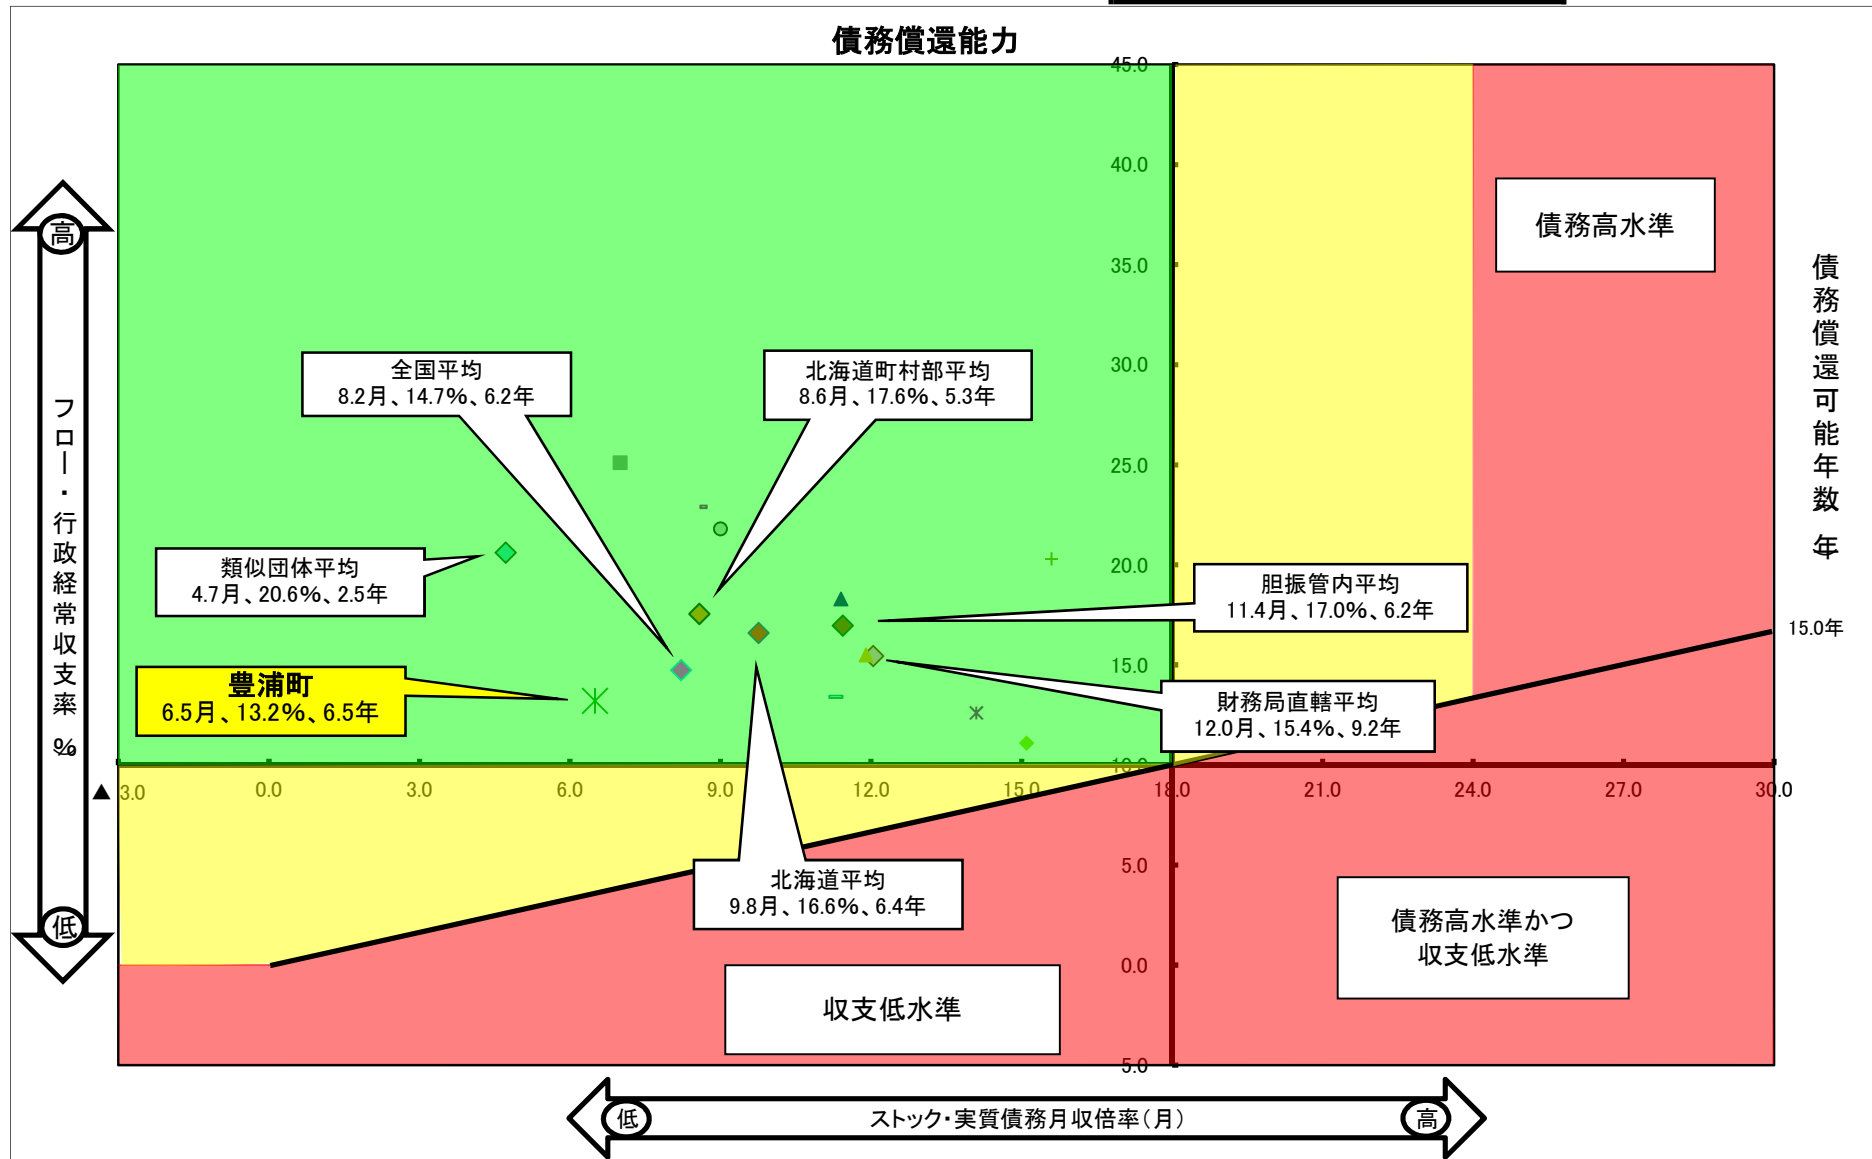 債務償還能力
45.0
40.0
35.0
30.0
25.0
20.0
15.0
10.0
5.0
0.0
5.0
高
フロー・行政経常収支率 %
低
債務高水準
債務償還可能年数 年
全国平均
8.2月、14.7%、6.2年
北海道町村部平均
8.6月、17.6%、5.3年
類似団体平均
4.7月、20.6%、2.5年
胆振管内平均
11.4月、17.0%、6.2年
15.0年
豊浦町
6.5月、13.2%、6.5年
財務局直轄平均
12.0月、15.4%、9.2年
▲ 3.0
0.0
3.0
6.0
9.0
12.0
15.0
18.0
21.0
24.0
27.0
30.0
北海道平均
9.8月、16.6%、6.4年
債務高水準かつ
収支低水準
収支低水準
低
ストック・実質債務月収倍率（月）
高